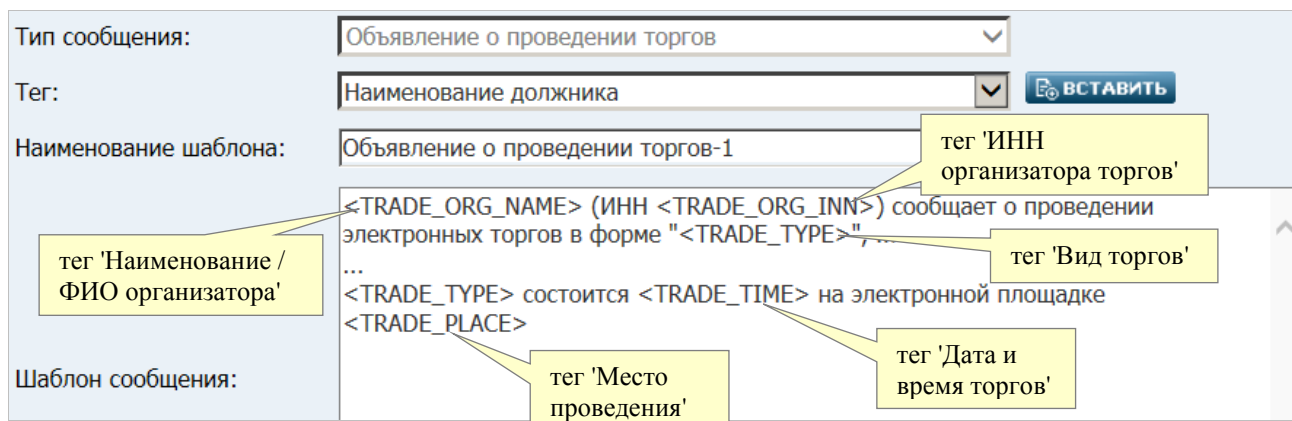 Тип сообщения:
Объявление о проведении торгов
Тег:
Наименование должника
ВСТАВИТЬ
Наименование шаблона:
Объявление о проведении торгов-1
тег 'ИНН
организатора торгов'
<TRADE_ORG_NAME> (ИНН <TRADE_ORG_INN>) сообщает о проведении
электронных торгов в форме "<TRADE_TYPE>", ...
тег 'Наименование /
ФИО организатора'
тег 'Вид торгов'
...
<TRADE_TYPE> состоится <TRADE_TIME> на электронной площадке
<TRADE_PLACE>
тег 'Дата и
время торгов'
Шаблон сообщения:
тег 'Место
проведения'